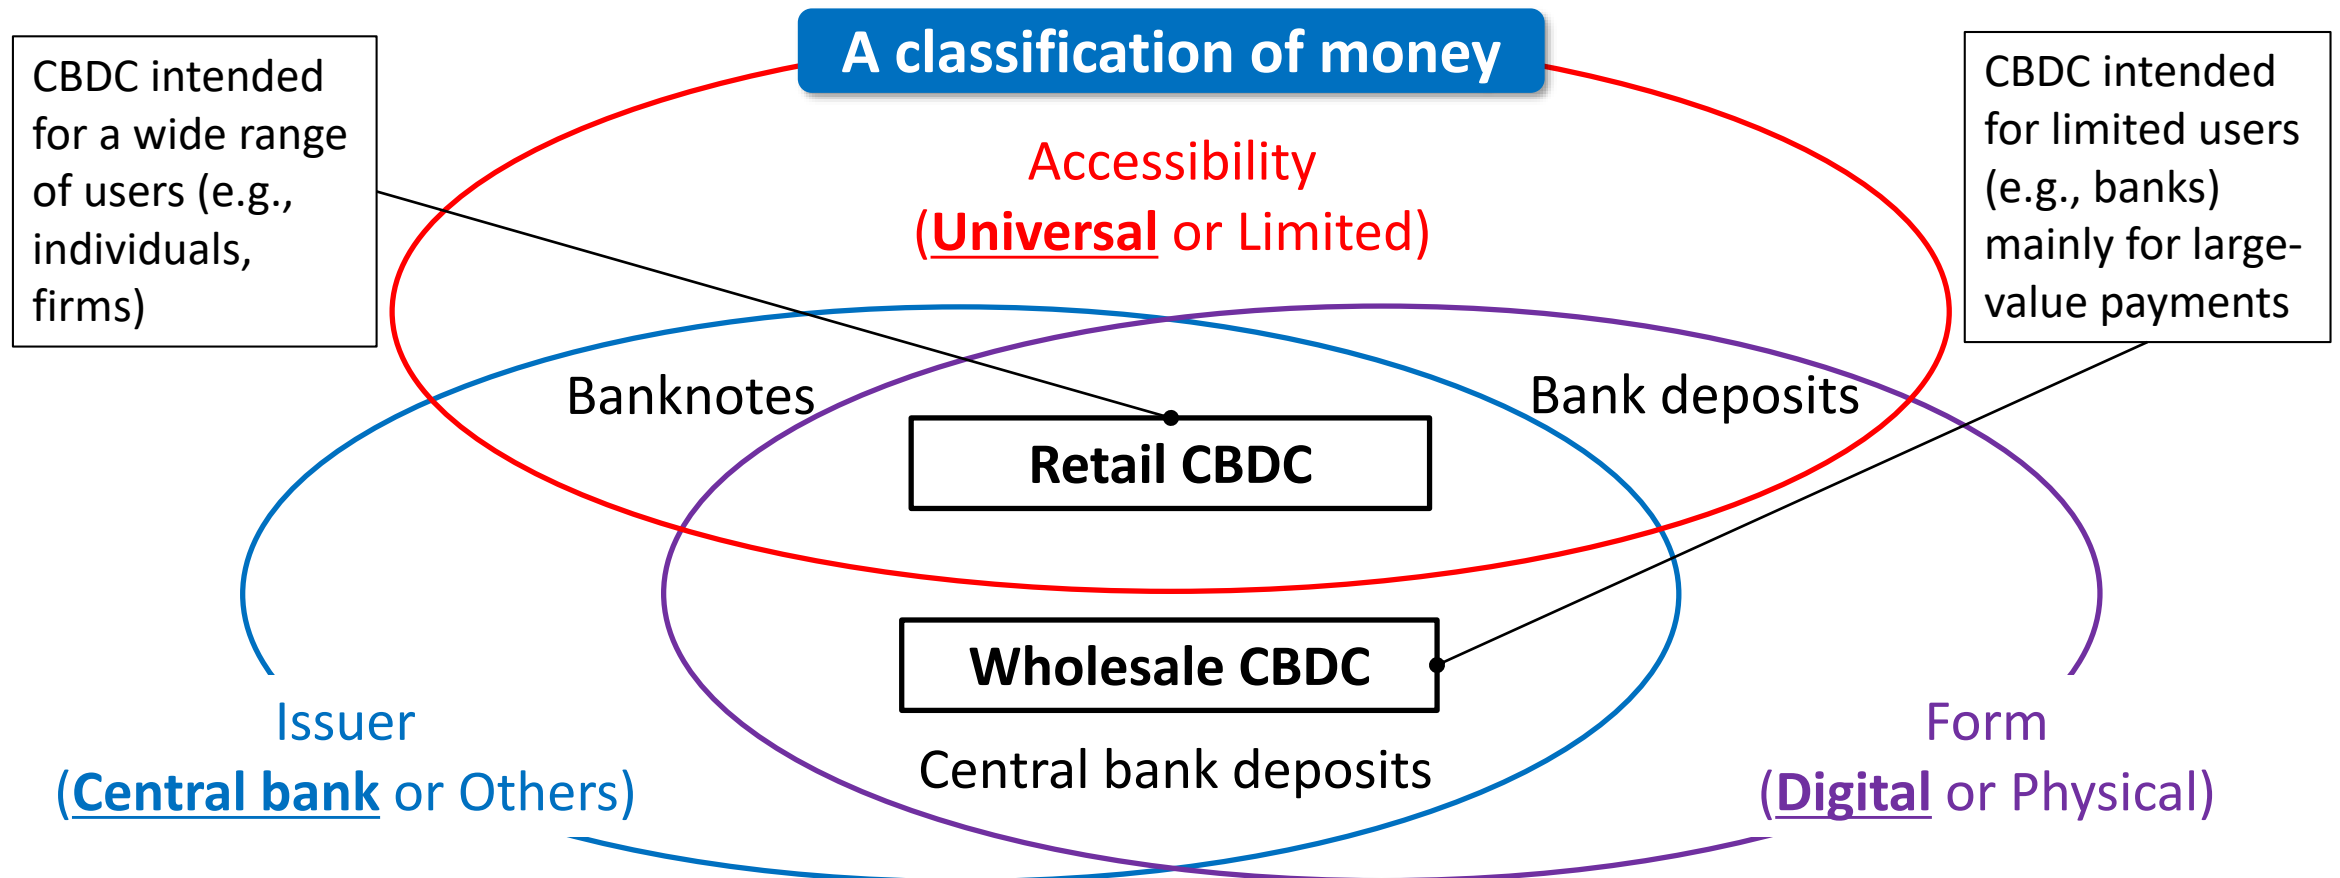 A classification of money
CBDC intended
for a wide range
of users (e.g.,
individuals,
firms)
CBDC intended
for limited users
(e.g., banks)
mainly for large-
value payments
Accessibility
(Universal or Limited)
Banknotes
Bank deposits
Retail CBDC
Wholesale CBDC
Central bank deposits
Issuer
(Central bank or Others)
Form
(Digital or Physical)